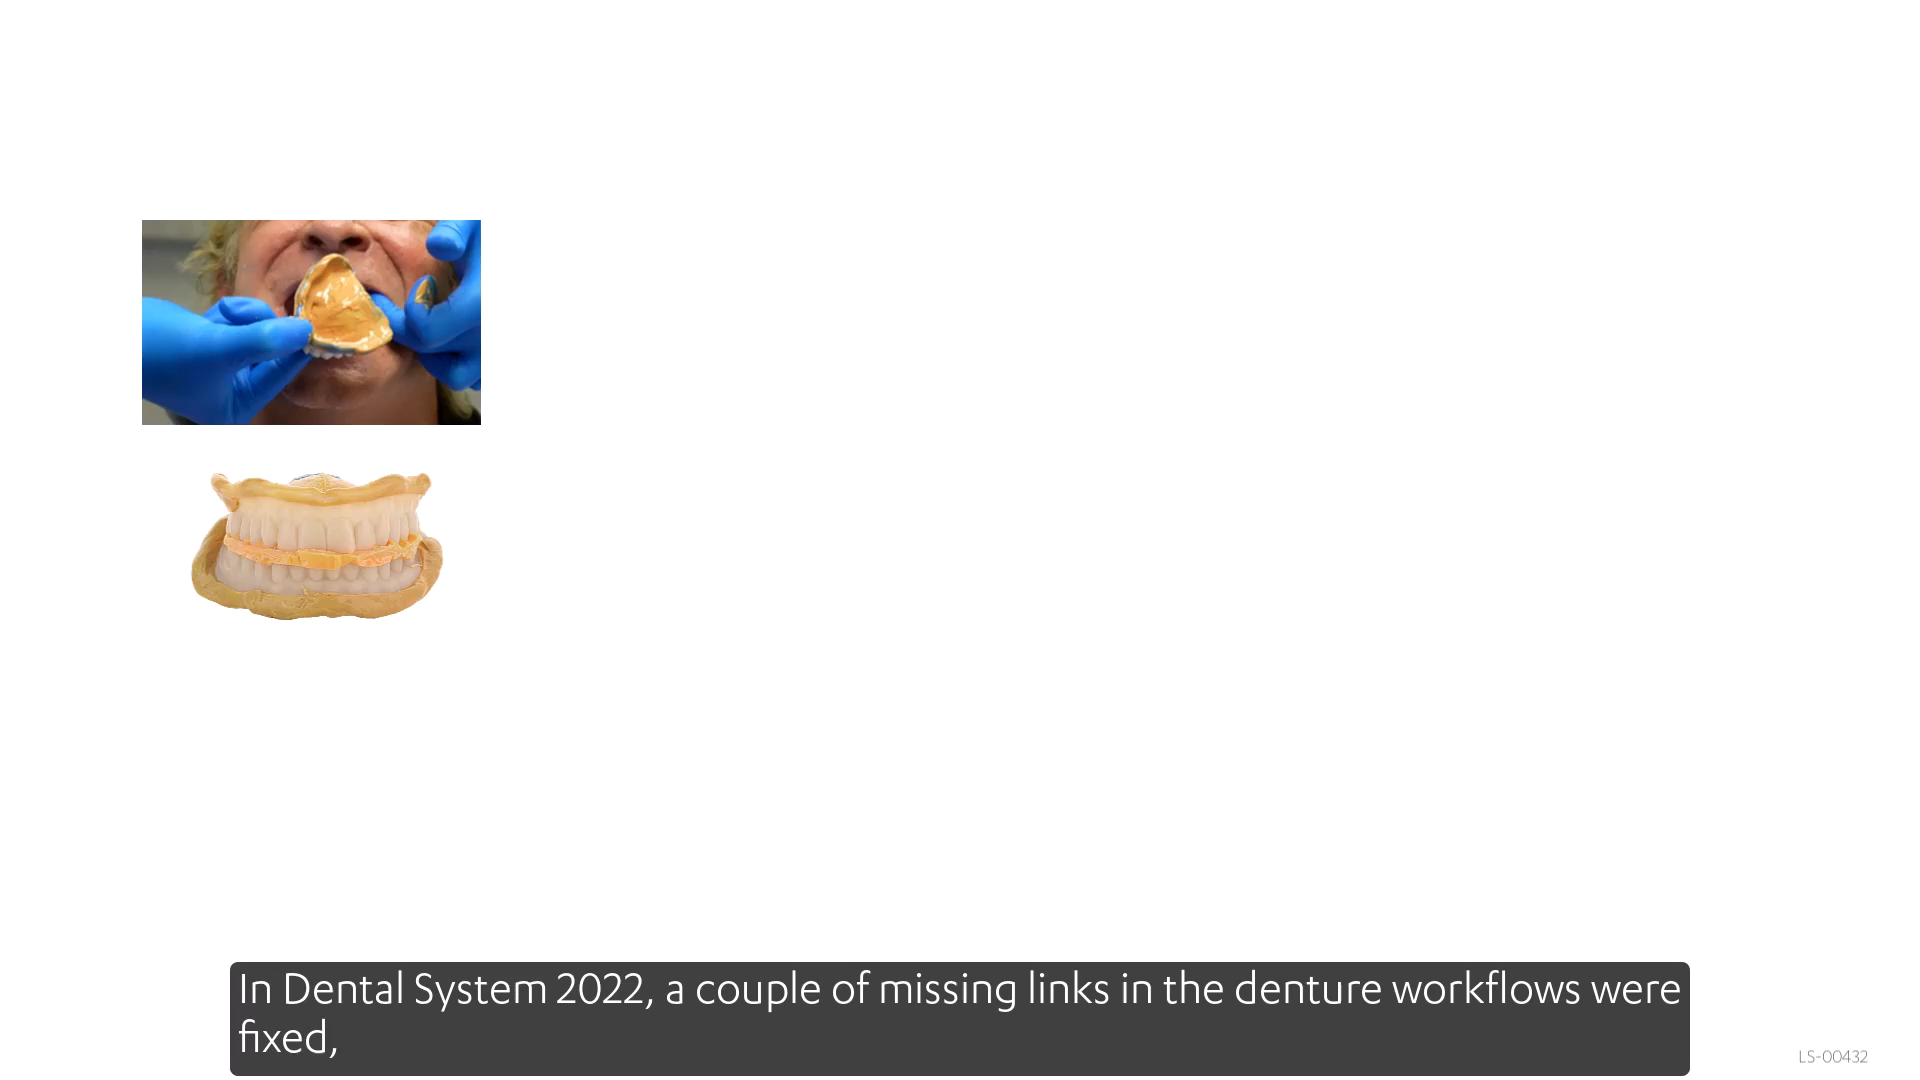 In Dental System 2022, a couple of missing links in the denture workflows were
fixed,
LS-00432